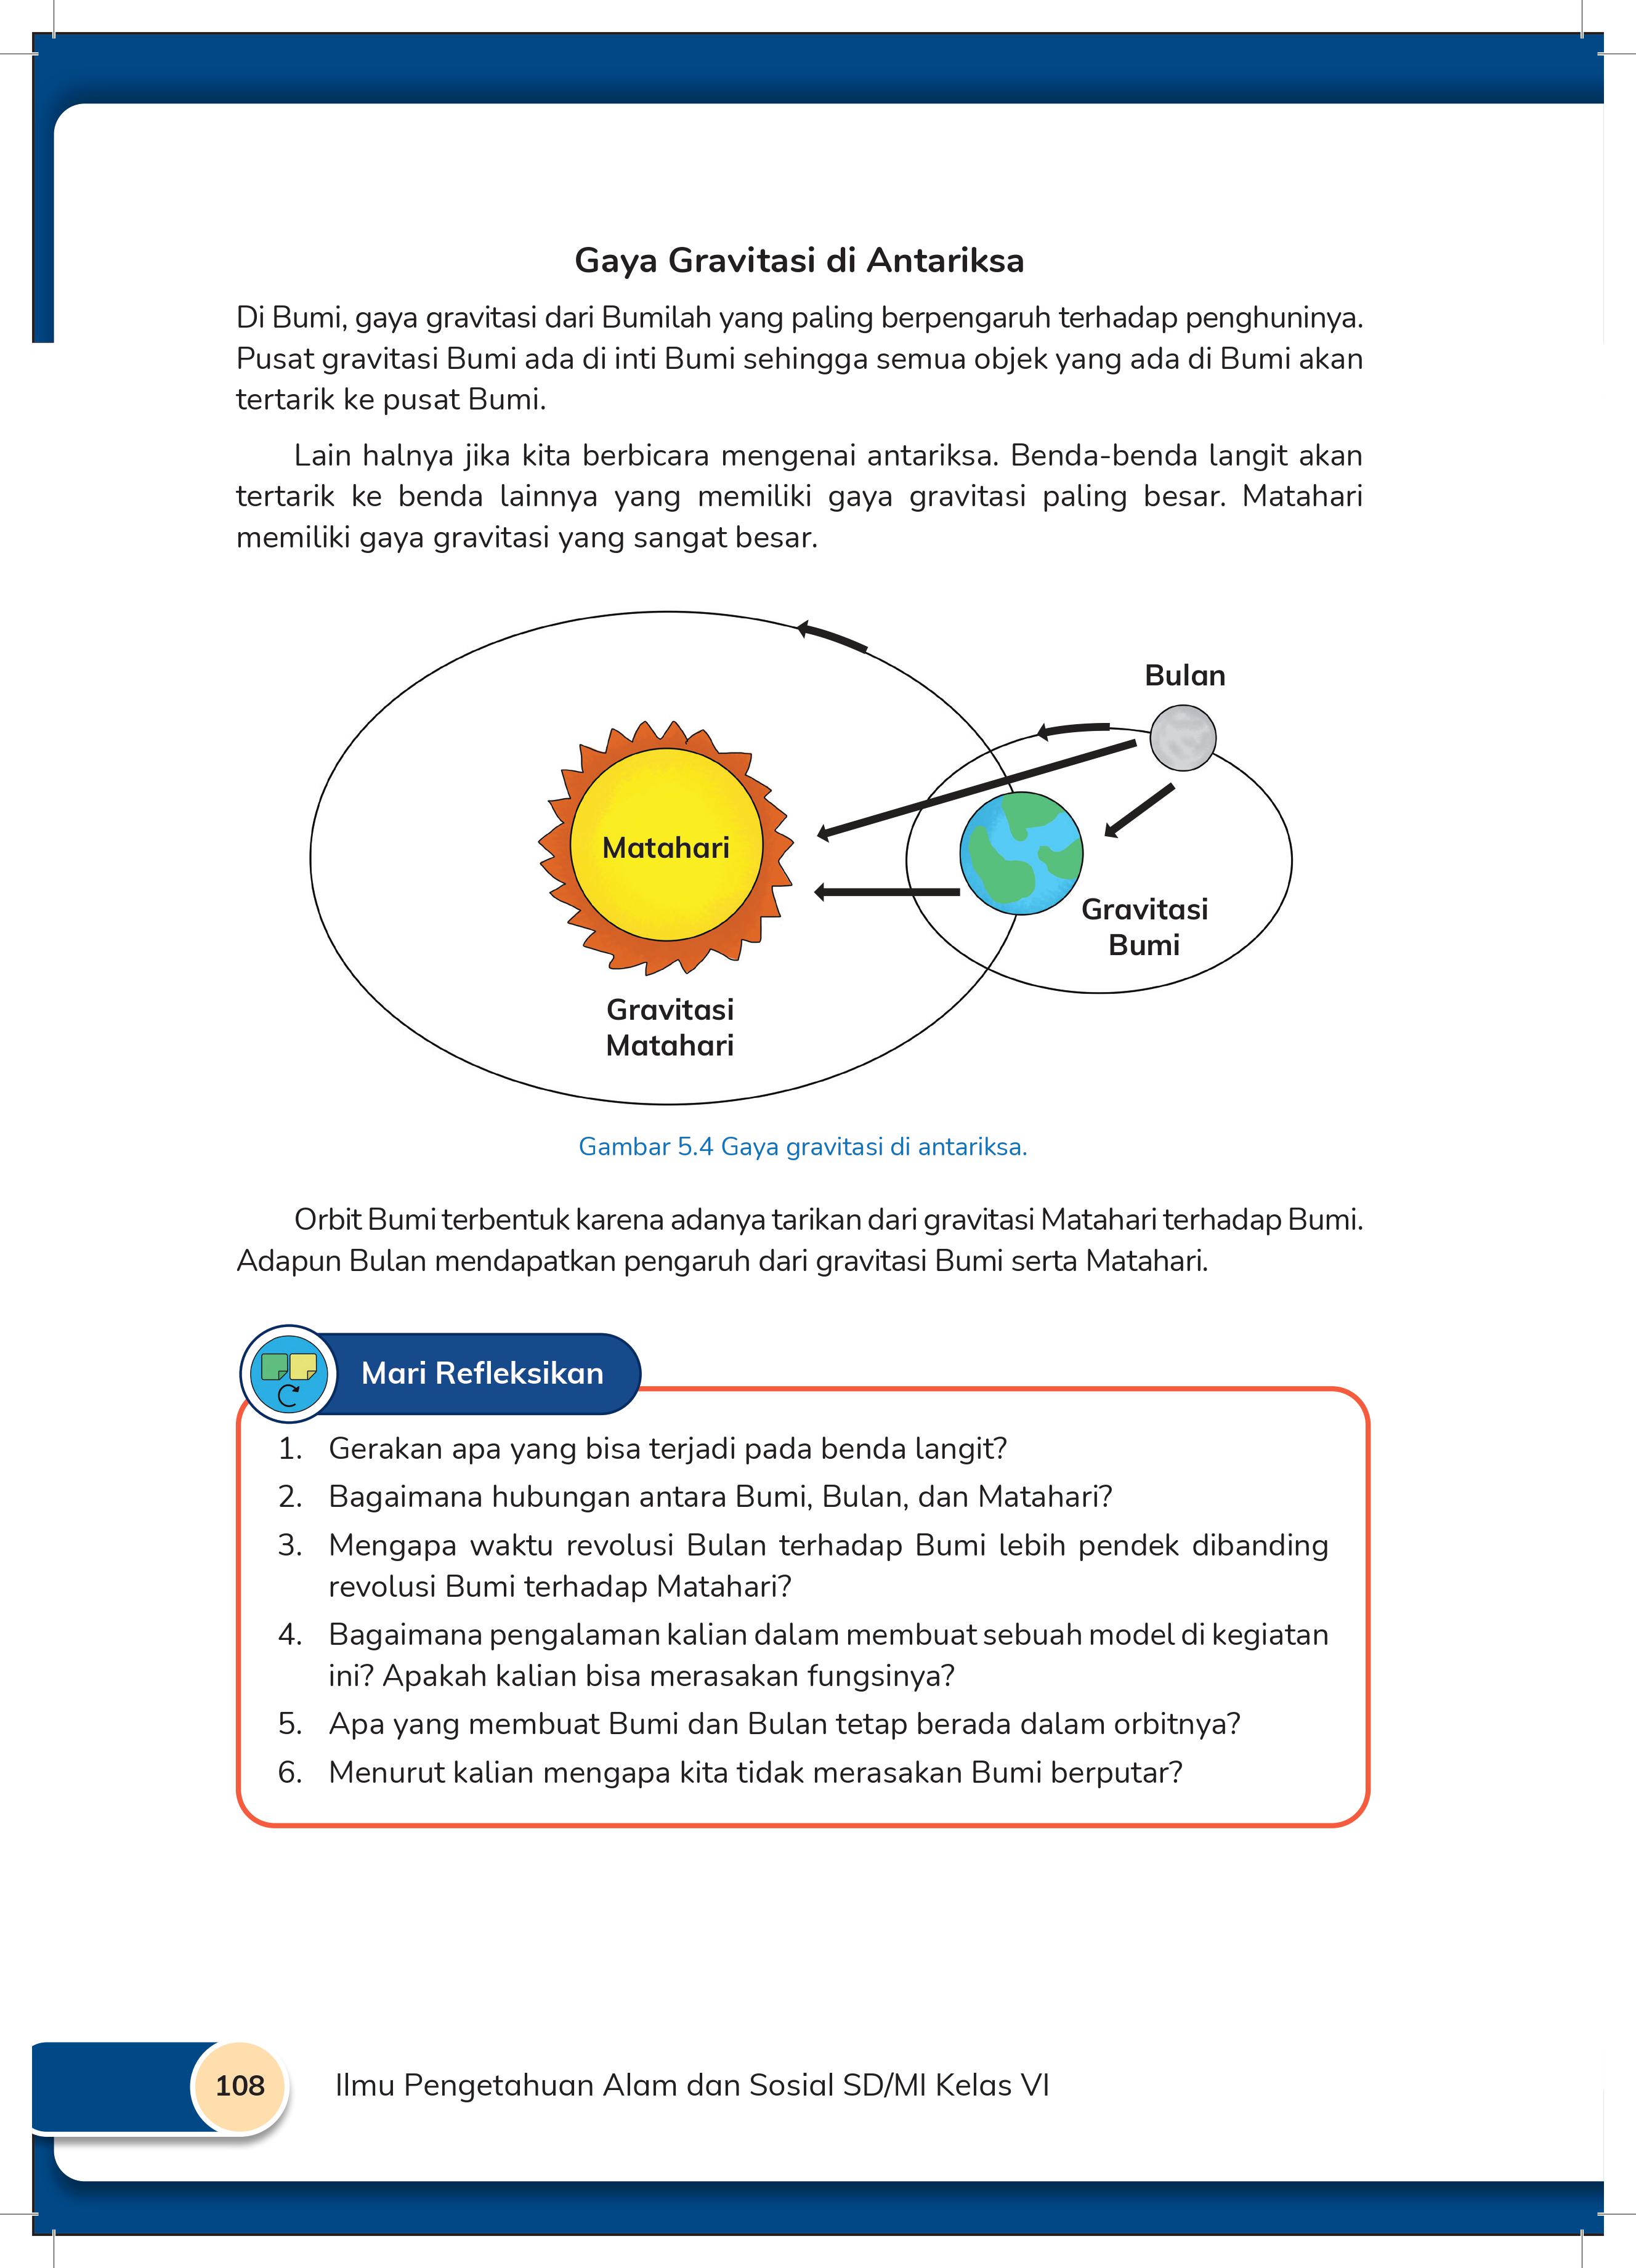 Gaya Gravitasi di Antariksa
Di Bumi, gaya gravitasi dari Bumilah yang paling berpengaruh terhadap penghuninya.
Pusat gravitasi Bumi ada di inti Bumi sehingga semua objek yang ada di Bumi akan
tertarik ke pusat Bumi.
Lain halnya jika kita berbicara mengenai antariksa. Benda-benda langit akan
tertarik ke benda lainnya yang memiliki gaya gravitasi paling besar. Matahari
memiliki gaya gravitasi yang sangat besar.
Bulan
Matahari
Gravitasi
Bumi
Gravitasi
Matahari
Gambar 5.4 Gaya gravitasi di antariksa.
Orbit Bumi terbentuk karena adanya tarikan dari gravitasi Matahari terhadap Bumi.
Adapun Bulan mendapatkan pengaruh dari gravitasi Bumi serta Matahari.
Mari Refleksikan
1. Gerakan apa yang bisa terjadi pada benda langit?
2. Bagaimana hubungan antara Bumi, Bulan, dan Matahari?
3. Mengapa waktu revolusi Bulan terhadap Bumi lebih pendek dibanding
revolusi Bumi terhadap Matahari?
4. Bagaimana pengalaman kalian dalam membuat sebuah model di kegiatan
ini? Apakah kalian bisa merasakan fungsinya?
5. Apa yang membuat Bumi dan Bulan tetap berada dalam orbitnya?
6. Menurut kalian mengapa kita tidak merasakan Bumi berputar?
108 Ilmu Pengetahuan Alam dan Sosial SD/MI Kelas VI